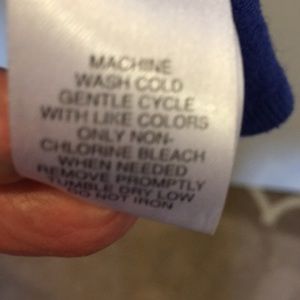 MACHINE
WASH COLD
GENTLE CYCLE
WITH LIKE COLORS
ONLY NON-
CHLORINE BLEACH
WHEN NEEDED
REMOVE PROMPTLY
TUMBLE DRY LOW
DO NOT IRON